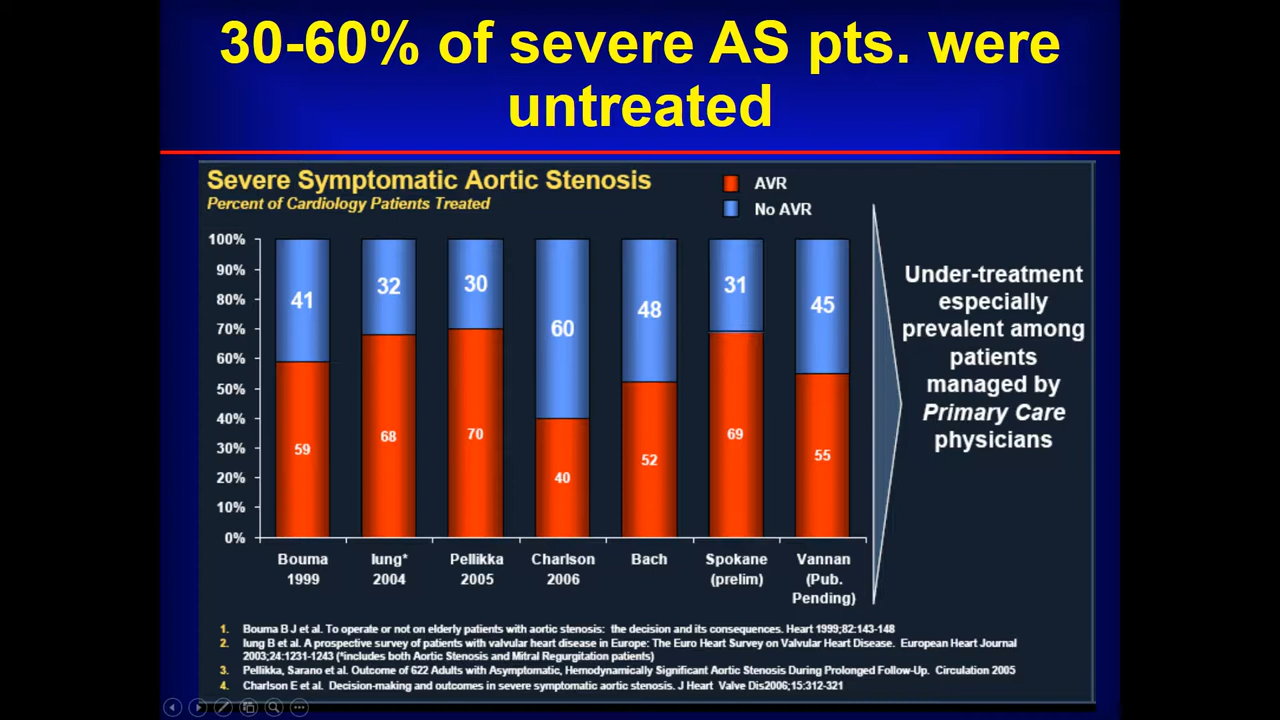 30-60% of severe AS pts. were
untreated
Severe Symptomatic Aortic Stenosis
Percent of Cardiology Patients Treated
AVR
No AVR
100%
90%
80%
70%
60%
50%
40%
30%
20%
10%
0%
41
32
30
60
48
31
45
59
68
70
40
52
69
55
Bouma
1999
Iung*
2004
Pellikka
2005
Charlson
2006
Bach
Spokane
(prelim)
Vannan
(Pub.
Pending)
Under-treatment
especially
prevalent among
patients
managed by
Primary Care
physicians
1. Bouma B J et al. To operate or not on elderly patients with aortic stenosis: the decision and its consequences. Heart 1999;82:143-148
2. Iung B et al. A prospective survey of patients with valvular heart disease in Europe: The Euro Heart Survey on Valvular Heart Disease. European Heart Journal
2003;24:1231-1243 (*includes both Aortic Stenosis and Mitral Regurgitation patients)
3. Pellikka, Sarano et al. Outcome of 622 Adults with Asymptomatic, Hemodynamically Significant Aortic Stenosis During Prolonged Follow-Up. Circulation 2005
4. Charlson E et al. Decision-making and outcomes in severe symptomatic aortic stenosis. J Heart Valve Dis2006;15:312-321